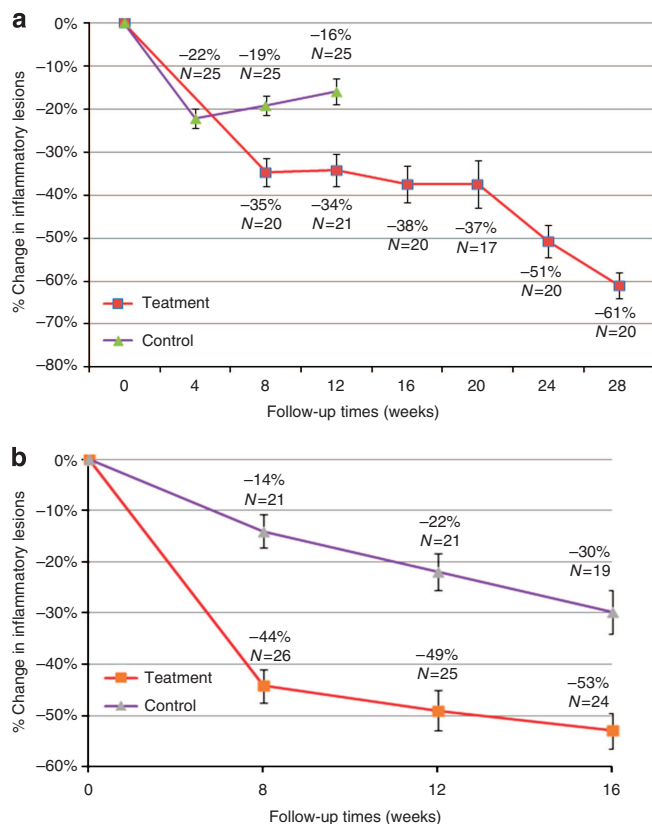 a
% Change in inflammatory lesions
0%
–10%
–20%
–30%
–40%
–50%
–60%
–70%
–80%
–22%
N=25
–19%
N=25
–16%
N=25
–35%
N=20
–34%
N=21
–38%
N=20
–37%
N=17
–51%
N=20
–61%
N=20
Teatment
Control
0 4 8 12 16 20 24 28
Follow-up times (weeks)
b
% Change in inflammatory lesions
0%
–10%
–20%
–30%
–40%
–50%
–60%
–14%
N=21
–22%
N=21
–30%
N=19
–44%
N=26
–49%
N=25
–53%
N=24
Teatment
Control
0 8 12 16
Follow-up times (weeks)